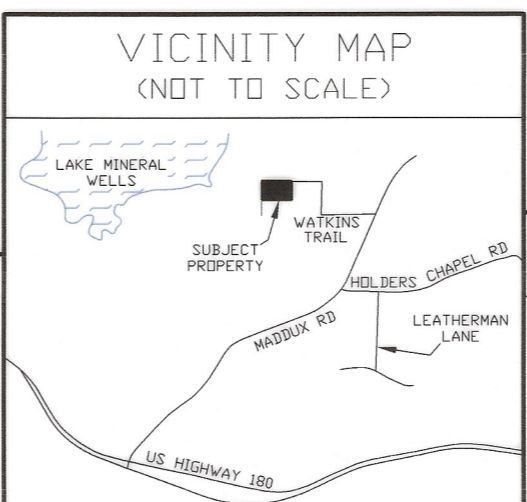 VICINITY MAP
(NOT TO SCALE)
LAKE MINERAL
WELLS
SUBJECT
PROPERTY
WATKINS
TRAIL
HOLDERS CHAPEL RD
MADDUX RD
LEATHERMAN
LANE
US HIGHWAY 180